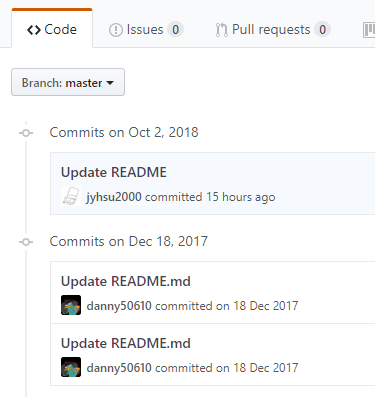 Code Issues 0 Pull requests 0
Branch: master
Commits on Oct 2, 2018
Update README
jyhsu2000 committed 15 hours ago
Commits on Dec 18, 2017
Update README.md
danny50610 committed on 18 Dec 2017
Update README.md
danny50610 committed on 18 Dec 2017